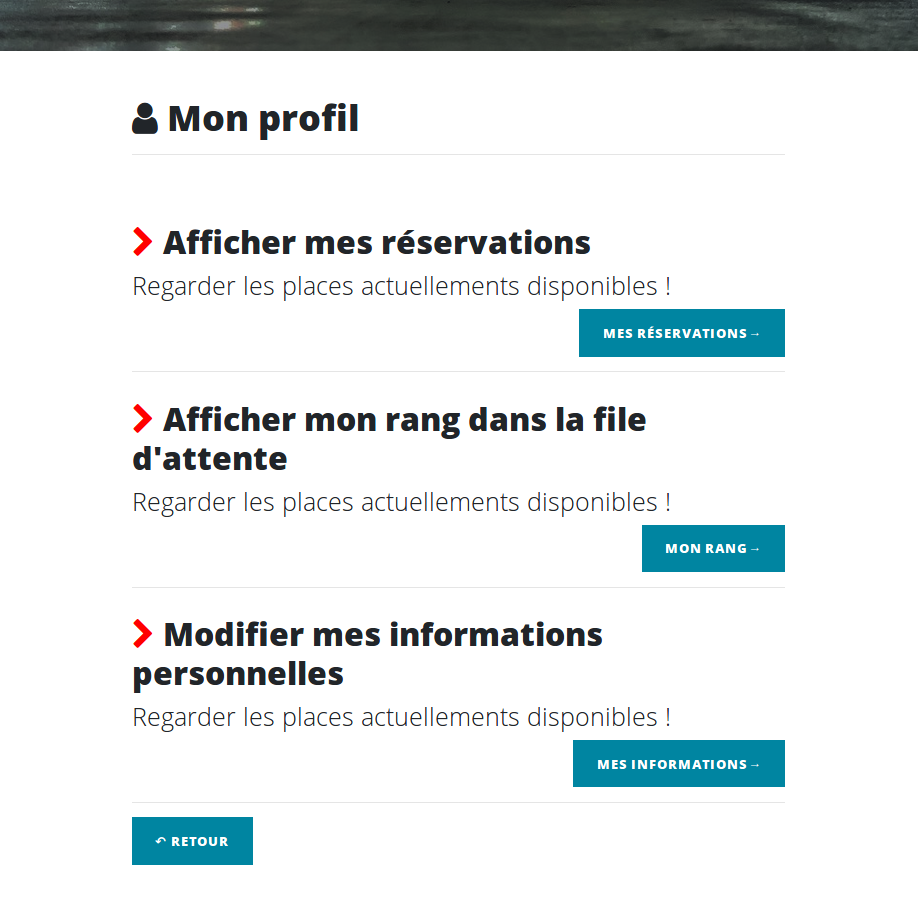 Mon profil
Afficher mes réservations
Regarder les places actuellements disponibles !
MES RÉSERVATIONS→
Afficher mon rang dans la file
d'attente
Regarder les places actuellements disponibles !
MON RANG→
Modifier mes informations
personnelles
Regarder les places actuellements disponibles !
MES INFORMATIONS→
↶ RETOUR